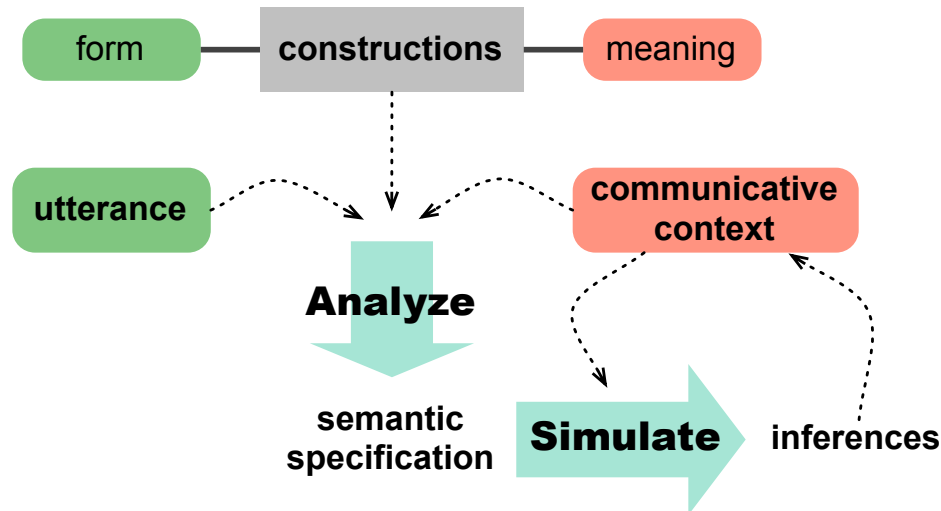 form
constructions
meaning
utterance
communicative
context
Analyze
semantic
specification
Simulate
inferences